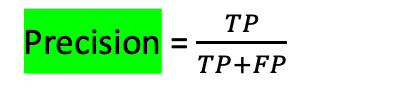 Precision = TP / TP+FP